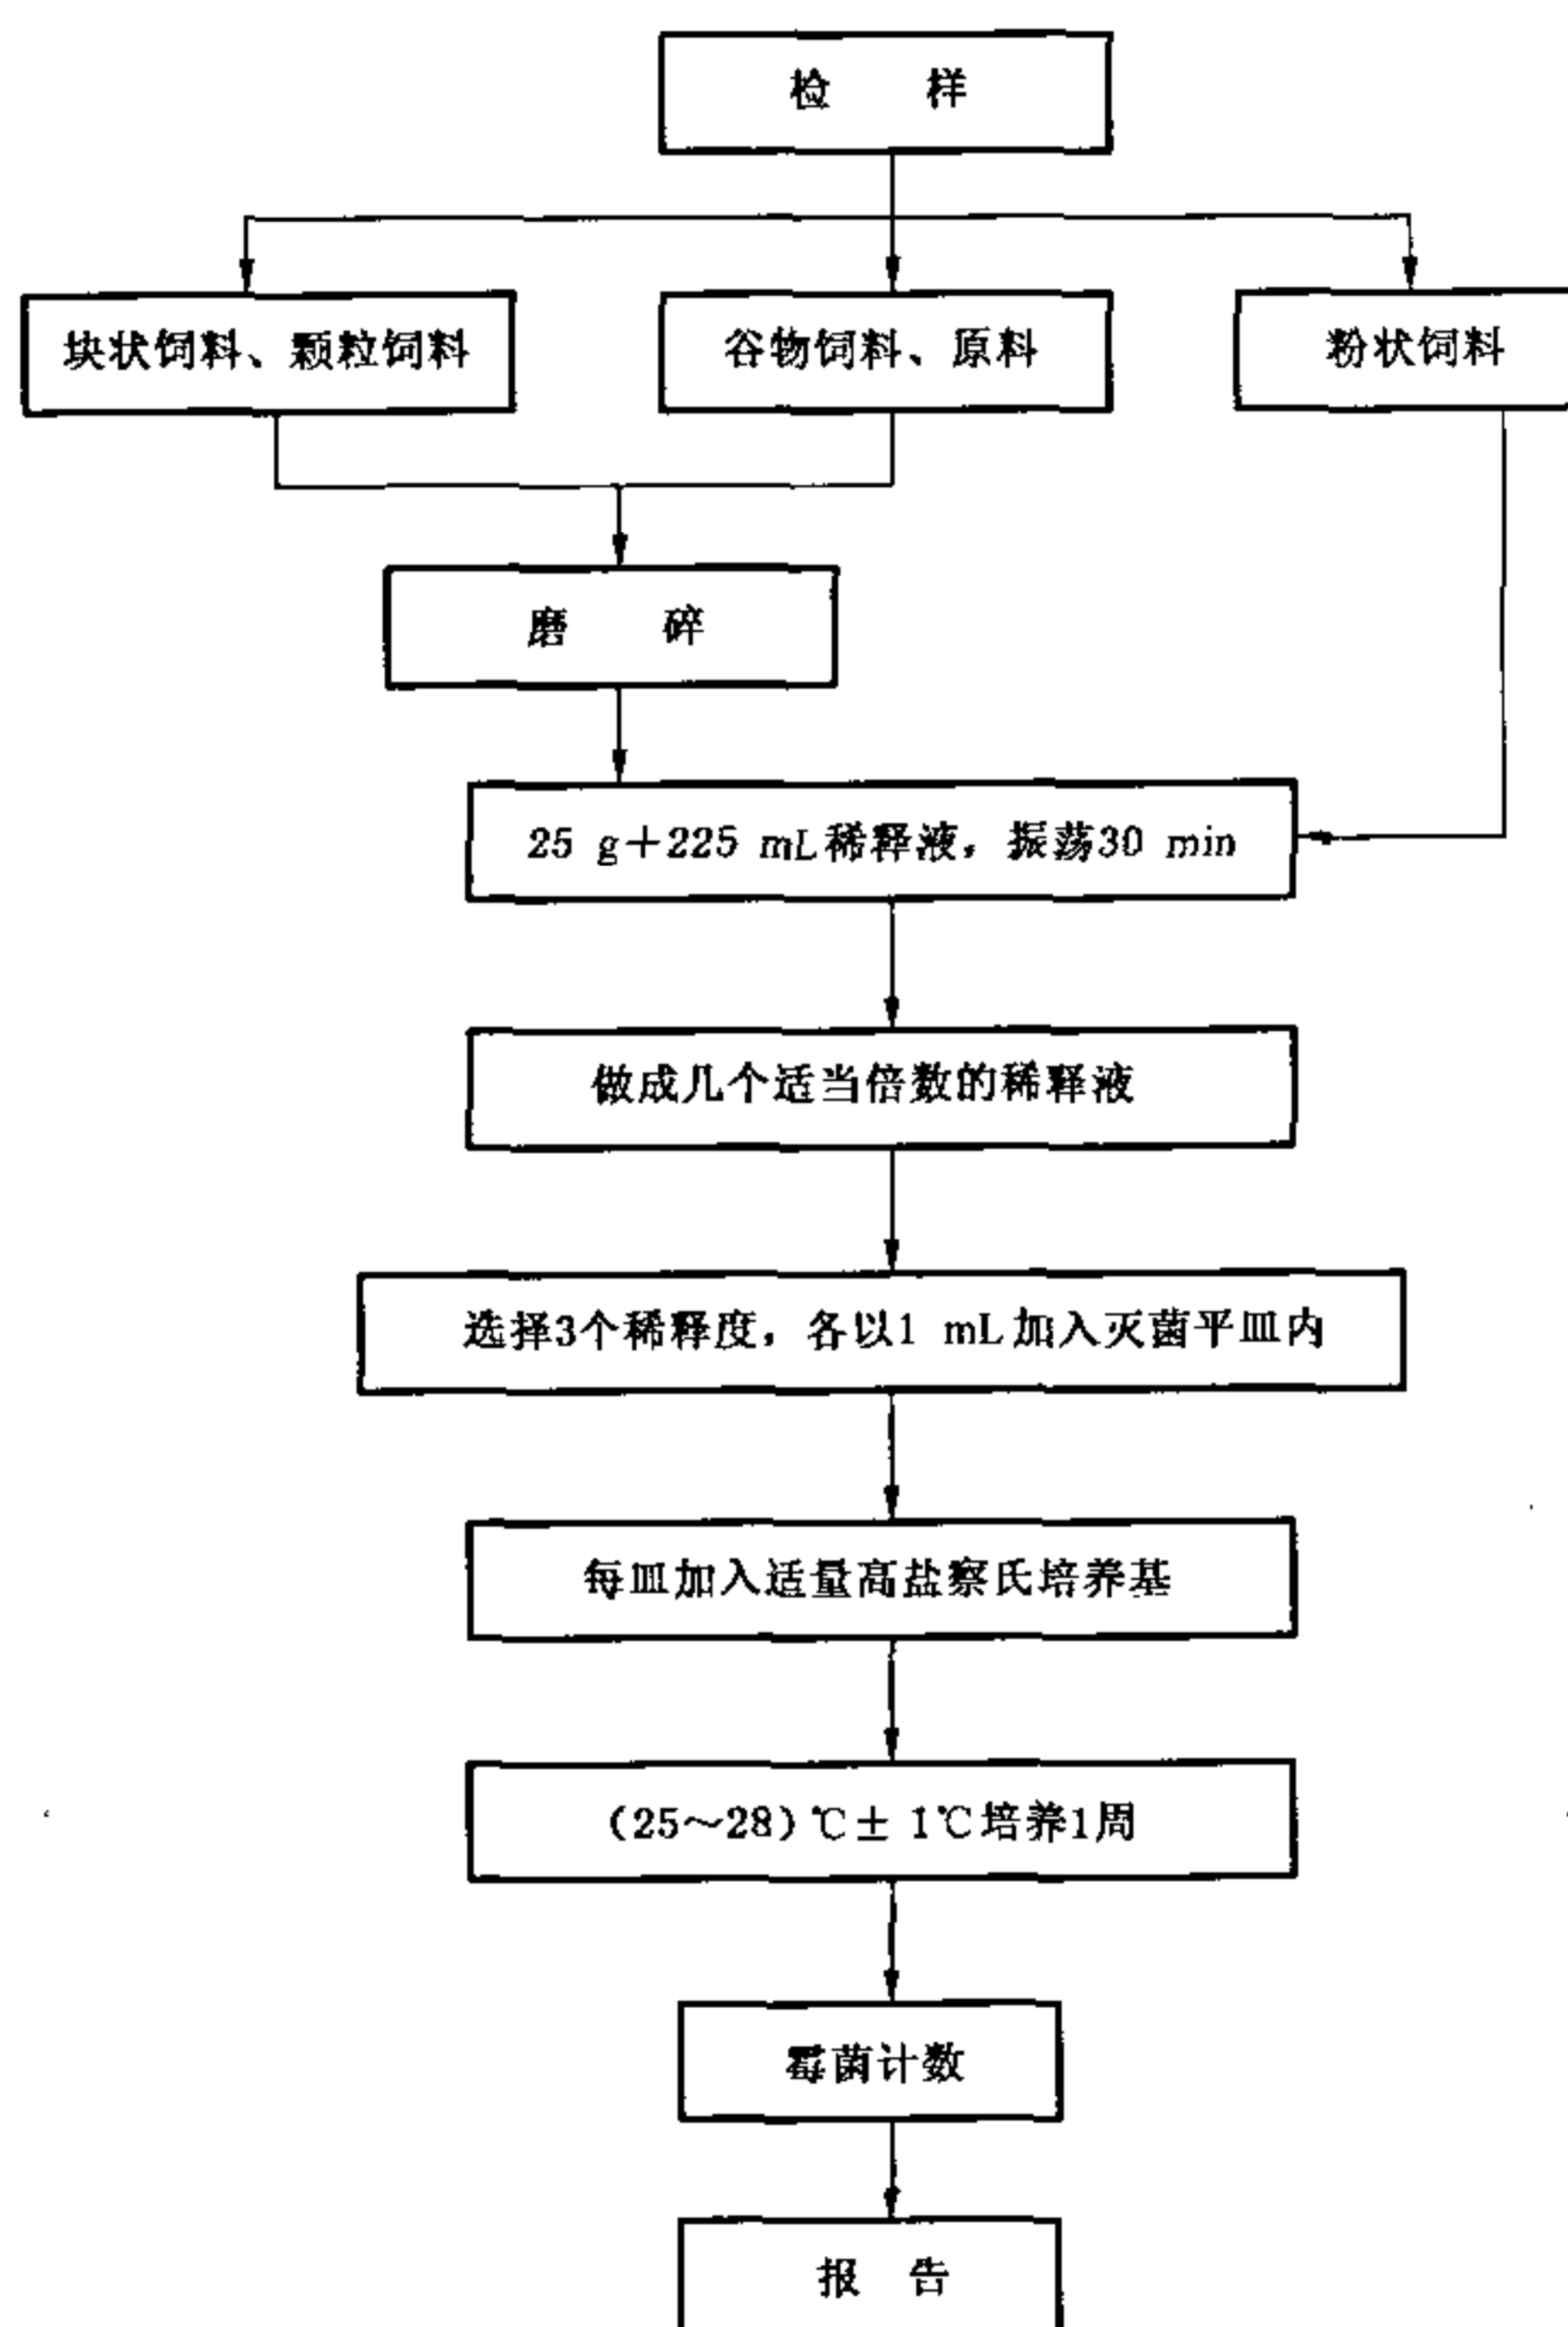 检 样
块状饲料、颗粒饲料
谷物饲料、原料
粉状饲料
磨 碎
25 g+225 mL稀释液，振荡30 min
做成几个适当倍数的稀释液
选择3个稀释度，各以1 mL加入灭菌平皿内
每皿加入适量高盐察氏培养基
(25～28)℃± 1℃培养1周
霉菌计数
报 告